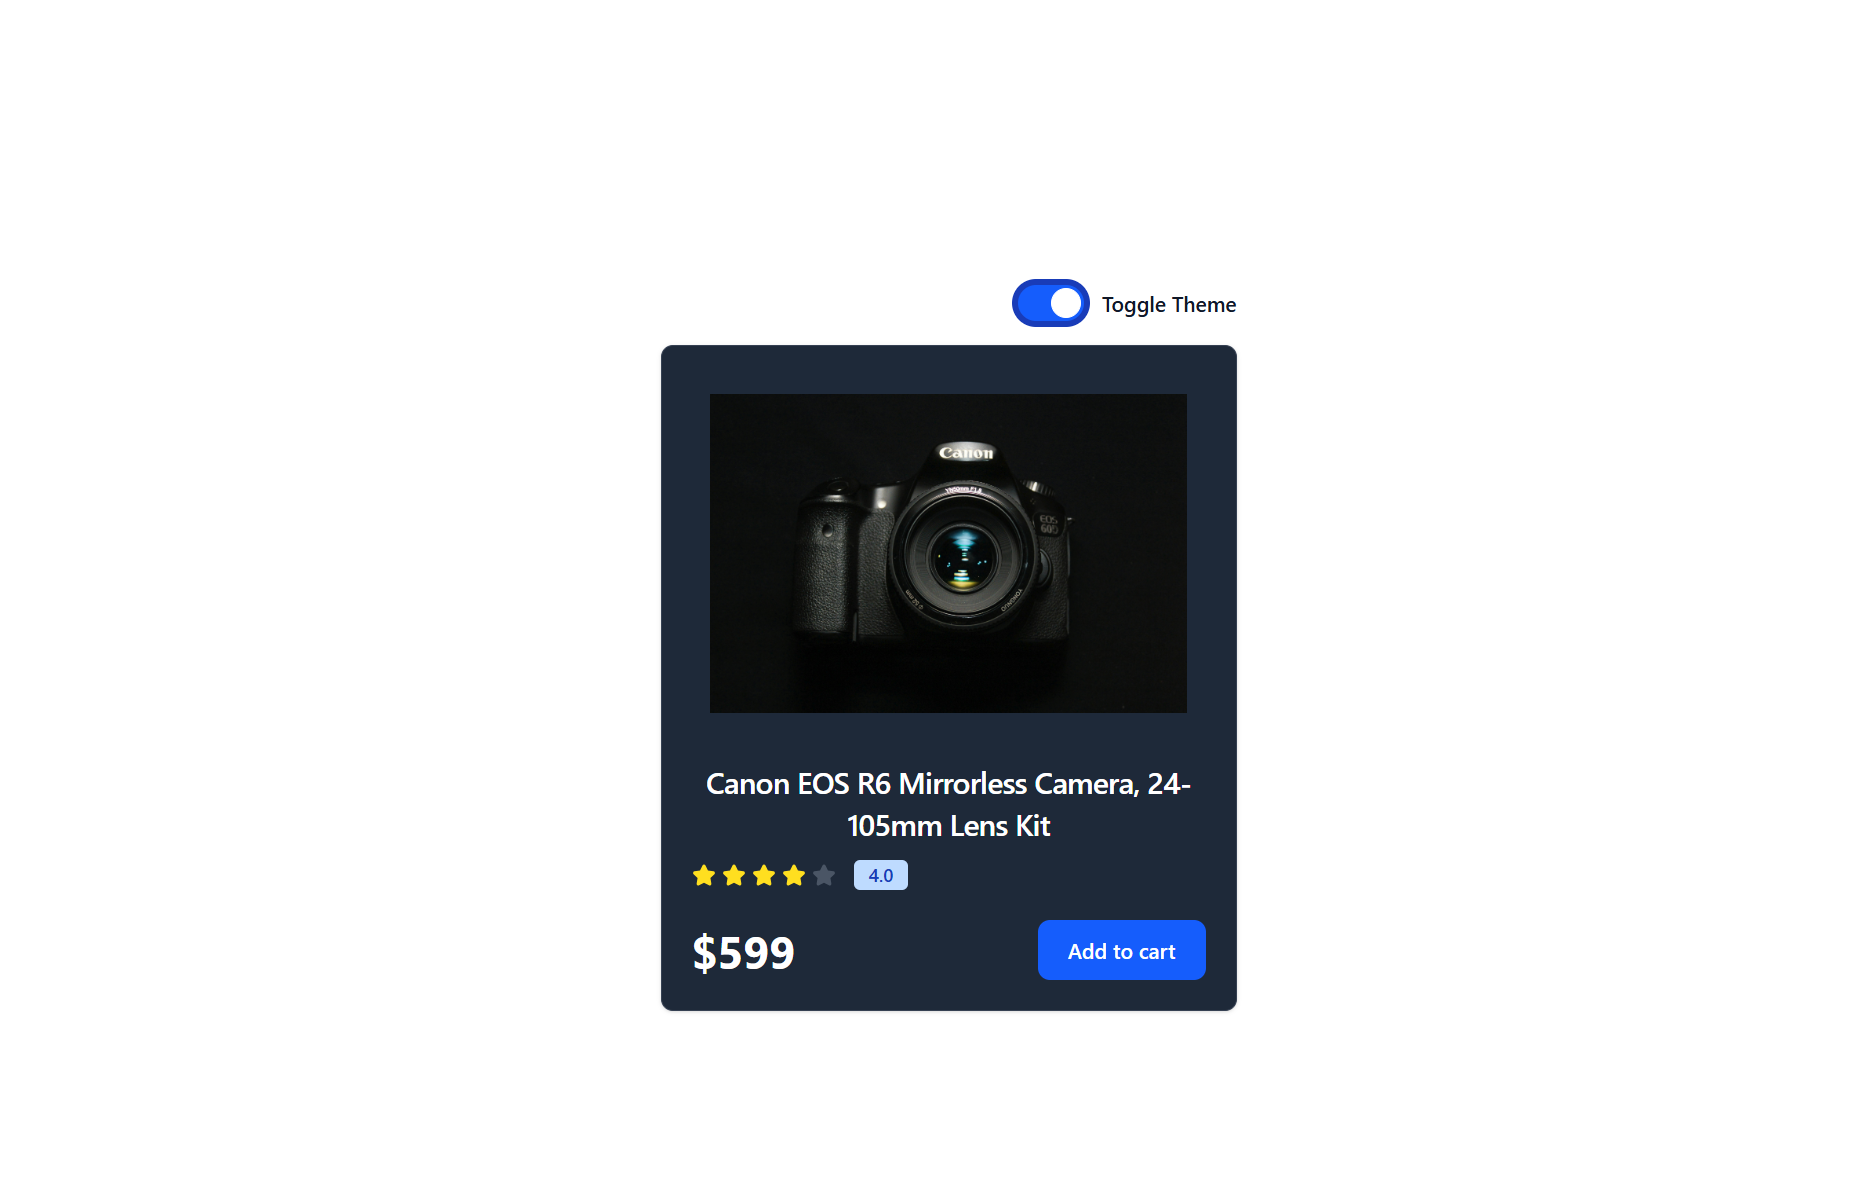 Toggle Theme
Canon
EOS
60D
YONGNUO
Canon EOS R6 Mirrorless Camera, 24-
105mm Lens Kit
4.0
$599
Add to cart